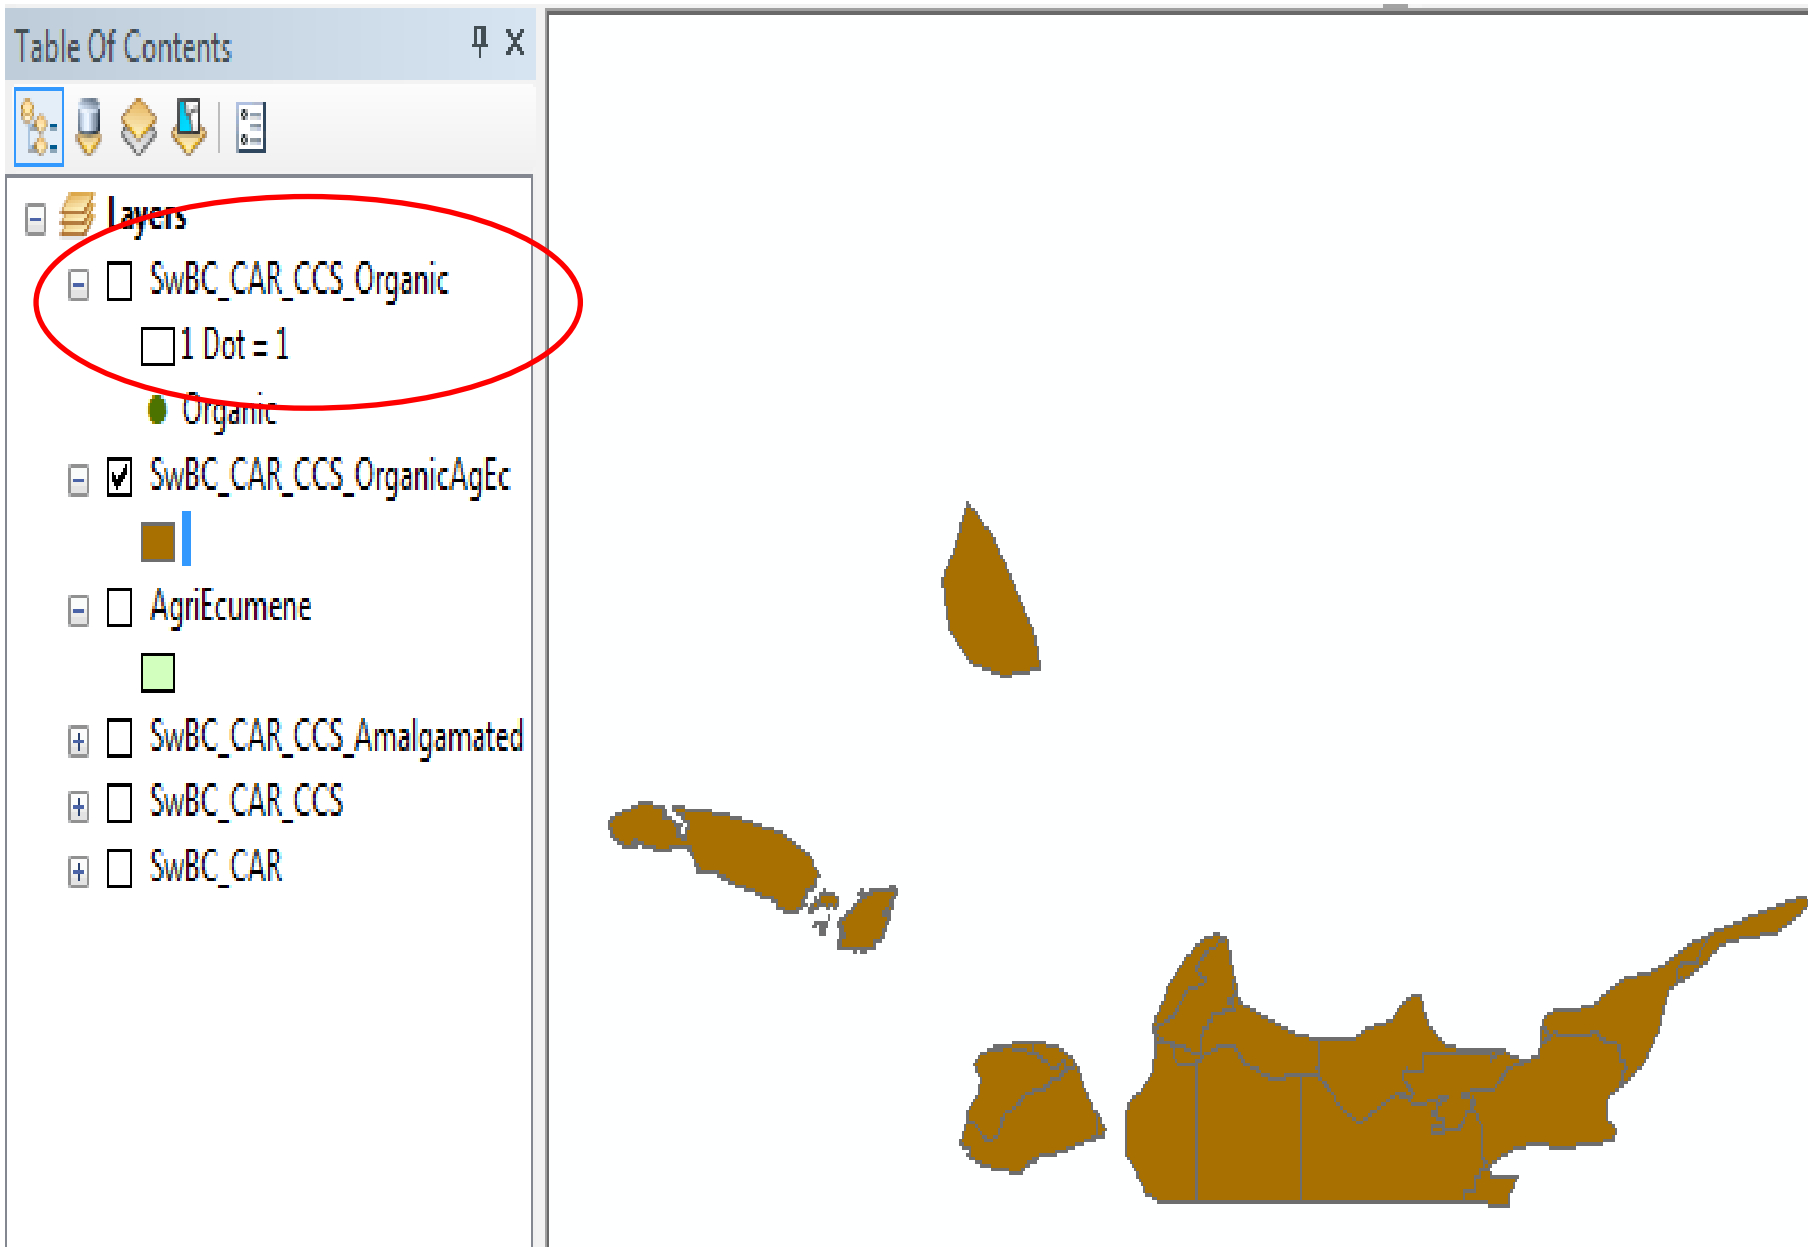 Table Of Contents
Layers
SwBC_CAR_CCS_Organic
1 Dot = 1
Organic
SwBC_CAR_CCS_OrganicAgEc
AgriEcumene
SwBC_CAR_CCS_Amalgamated
SwBC_CAR_CCS
SwBC_CAR